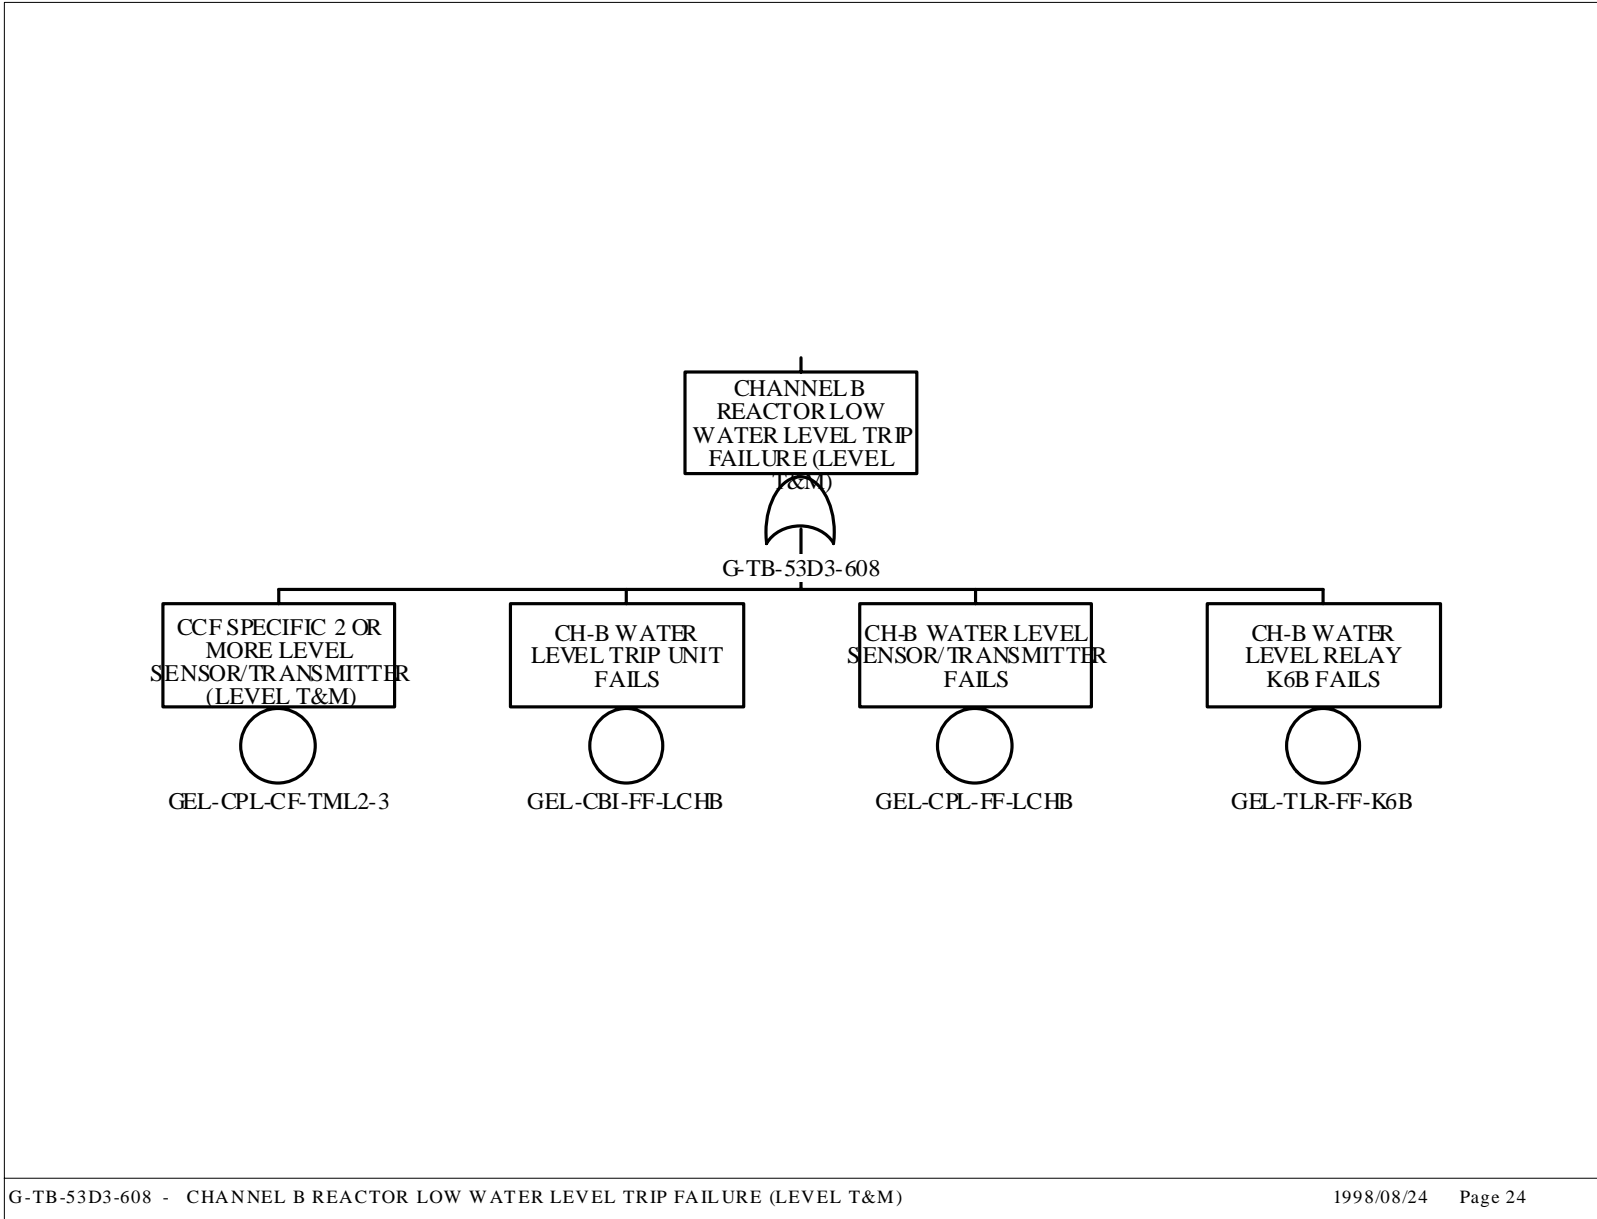 CHANNEL B
REACTOR LOW
WATER LEVEL TRIP
FAILURE (LEVEL
T&M)
G-TB-53D3-608
CCF SPECIFIC 2 OR
MORE LEVEL
SENSOR/TRANSMITTER
(LEVEL T&M)
GEL-CPL-CF-TML2-3
CH-B WATER
LEVEL TRIP UNIT
FAILS
GEL-CBI-FF-LCHB
CH-B WATER LEVEL
SENSOR/TRANSMITTER
FAILS
GEL-CPL-FF-LCHB
CH-B WATER
LEVEL RELAY
K6B FAILS
GEL-TLR-FF-K6B
G-TB-53D3-608 - CHANNEL B REACTOR LOW WATER LEVEL TRIP FAILURE (LEVEL T&M) 1998/08/24 Page 24